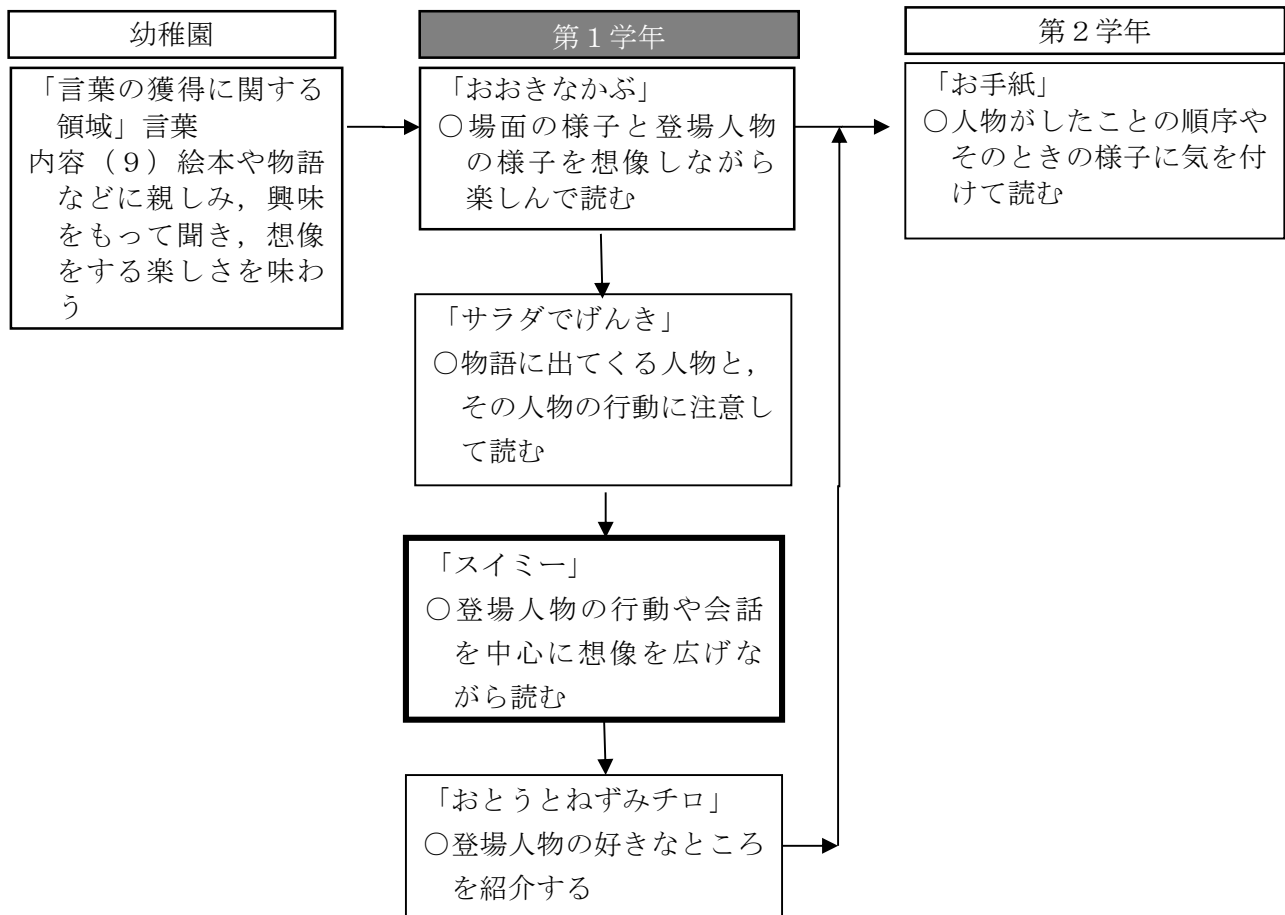 幼稚園
「言葉の獲得に関する
領域」言葉
内容（９）絵本や物語
などに親しみ，興味
をもって聞き，想像
をする楽しさを味わ
う
第１学年
「おおきなかぶ」
○場面の様子と登場人物
の様子を想像しながら
楽しんで読む
「サラダでげんき」
○物語に出てくる人物と，
その人物の行動に注意し
て読む
「スイミー」
○登場人物の行動や会話
を中心に想像を広げな
がら読む
「おとうとねずみチロ」
○登場人物の好きなところ
を紹介する
第２学年
「お手紙」
○人物がしたことの順序や
そのときの様子に気を付
けて読む